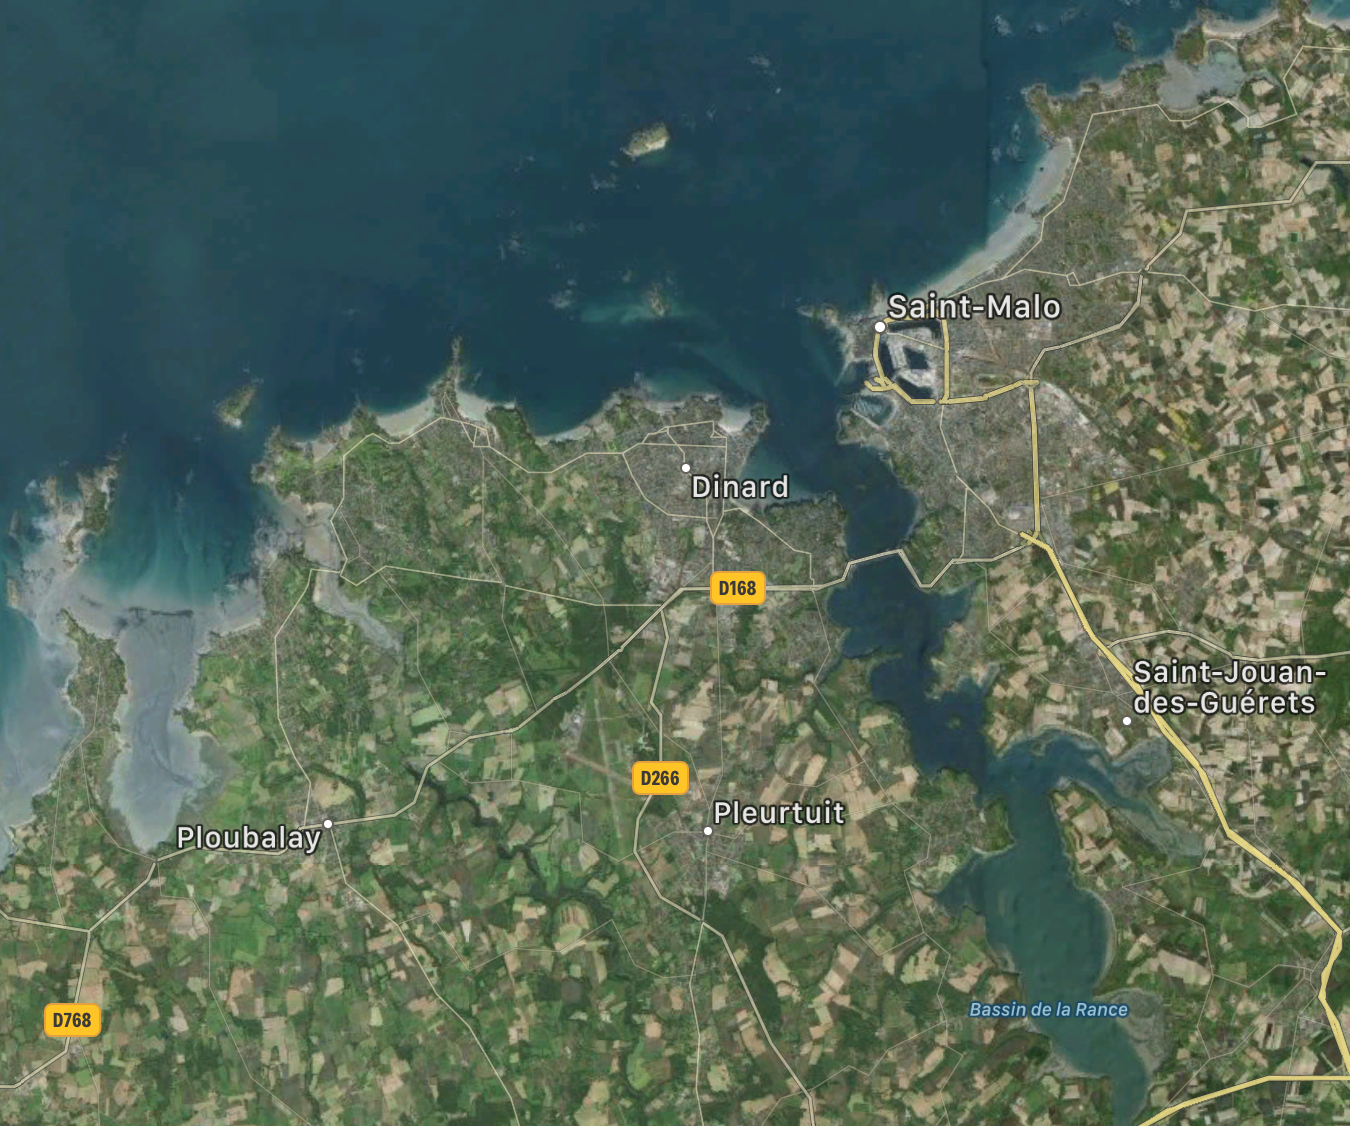 Saint-Malo
Dinard
D168
Saint-Jouan-
des-Guérets
D266
Pleurtuit
Ploubalay
Bassin de la Rance
D768